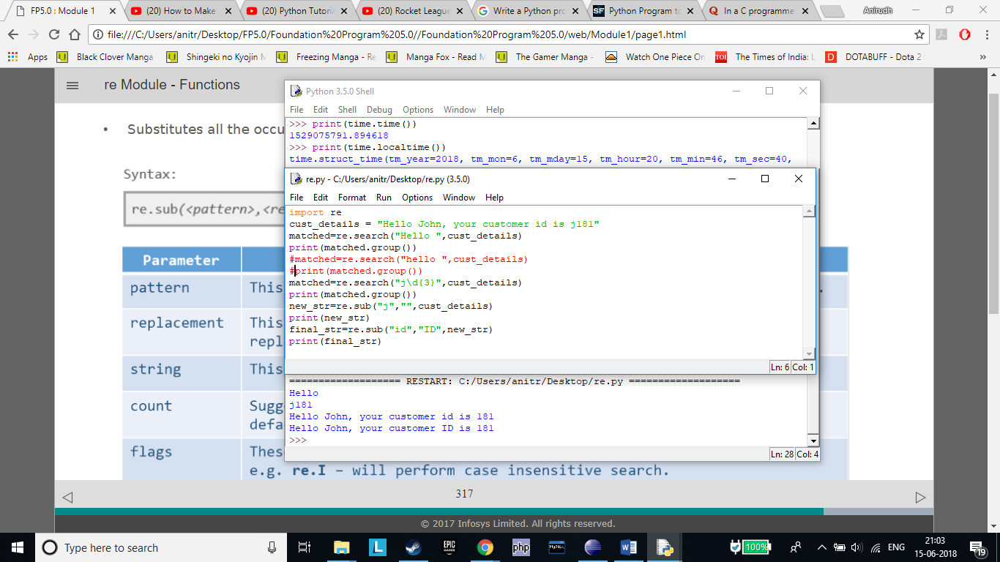 FP5.0 : Module 1
(20) How to Make
(20) Python Tutoria
(20) Rocket League
Write a Python pro
Python Program to
In a C programme
Anirudh
file:///C:/Users/anitr/Desktop/FP5.0/Foundation%20Program%205.0//Foundation%20Program%205.0/web/Module1/page1.html
Apps
Black Clover Manga
Shingeki no Kyojin M
Freezing Manga - Re
Manga Fox - Read M
The Gamer Manga -
Watch One Piece On
TOI
The Times of India: L
DOTABUFF - Dota 2
»
re Module - Functions
• Substitutes all the occu
Syntax:
re.sub(<pattern>,<re
Parameter
pattern This
replacement This
repl
string This
count Sugg
defa
flags Thes
e.g. re.I – will perform case insensitive search.
Python 3.5.0 Shell
File Edit Shell Debug Options Window Help
>>> print(time.time())
1529075791.894618
>>> print(time.localtime())
time.struct_time(tm_year=2018, tm_mon=6, tm_mday=15, tm_hour=20, tm_min=46, tm_sec=40,
re.py - C:/Users/anitr/Desktop/re.py (3.5.0)
File Edit Format Run Options Window Help
import re
cust_details = "Hello John, your customer id is j181"
matched=re.search("Hello ",cust_details)
print(matched.group())
#matched=re.search("hello ",cust_details)
#print(matched.group())
matched=re.search("j\d{3}",cust_details)
print(matched.group())
new_str=re.sub("j","",cust_details)
print(new_str)
final_str=re.sub("id","ID",new_str)
print(final_str)
Ln: 6 Col: 1
=================== RESTART: C:/Users/anitr/Desktop/re.py ===================
Hello
j181
Hello John, your customer id is 181
Hello John, your customer ID is 181
>>>
Ln: 28 Col: 4
317
© 2017 Infosys Limited. All rights reserved.
Type here to search
L
EPIC GAMES
php
MySQL
W
100%
ENG
21:03
15-06-2018
19